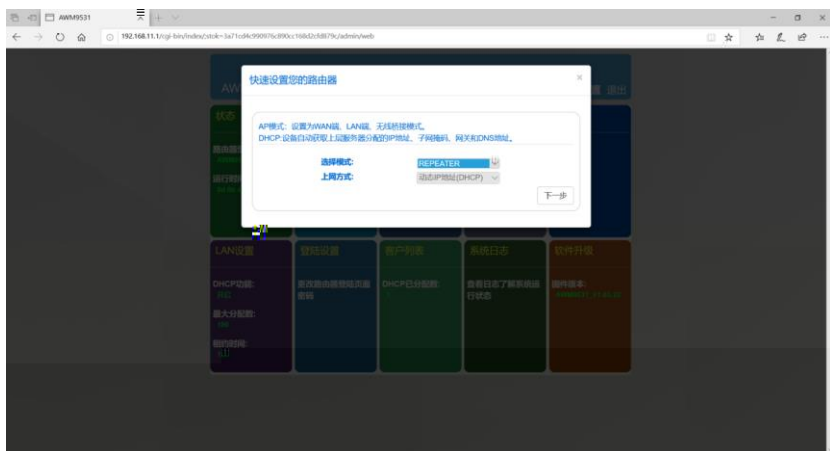 AWM9531
192.168.11.1/cgi-bin/index/;stok=3a71cd4c990976c890cc168d2cfd879c/admin/web
快速设置您的路由器
AW
退出
状态
AP模式：设置为WAN端、LAN端、无线桥接模式。
DHCP:设备自动获取上层服务器分配的IP地址、子网掩码、网关和DNS地址。
选择模式:
REPEATER
上网方式:
动态IP地址(DHCP)
下一步
LAN设置
登陆设置
客户列表
系统日志
软件升级
DHCP功能:
更改路由器登陆页面密码
DHCP已分配数:
查看日志了解系统运行状态
固件版本:
最大分配数:
租约时间: